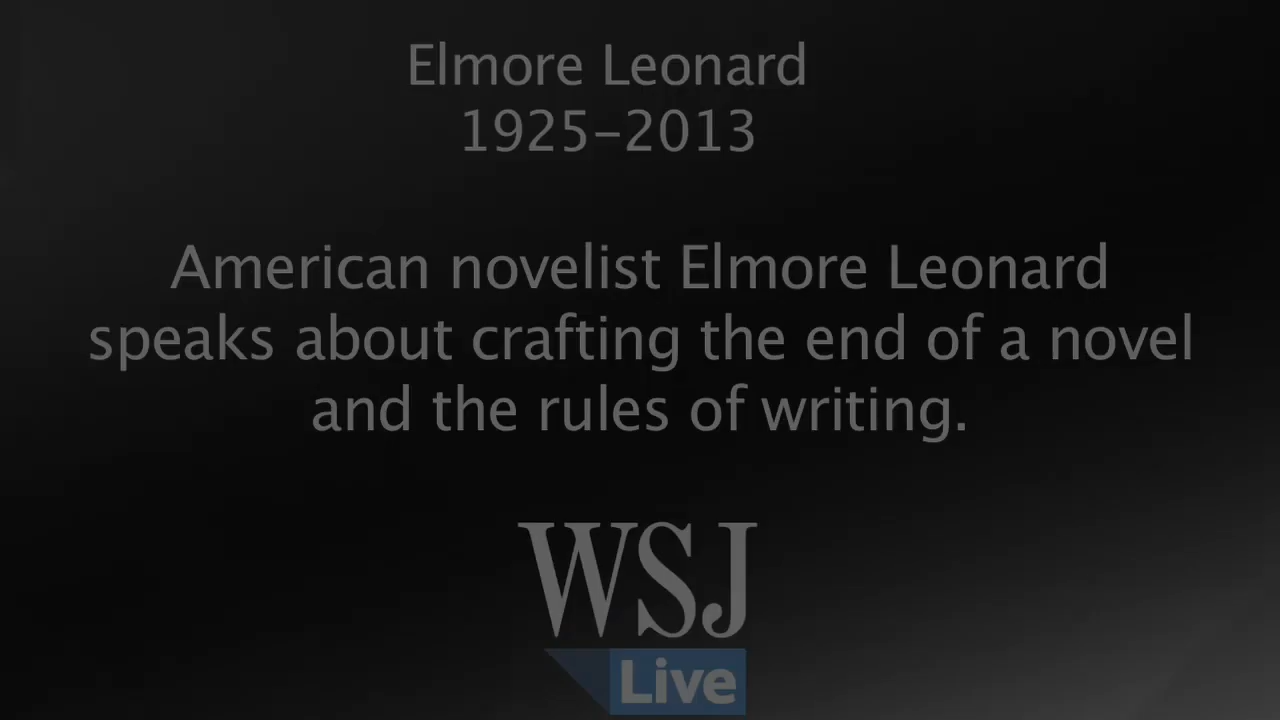 Elmore Leonard
1925-2013
American novelist Elmore Leonard
speaks about crafting the end of a novel
and the rules of writing.
WSJ
Live